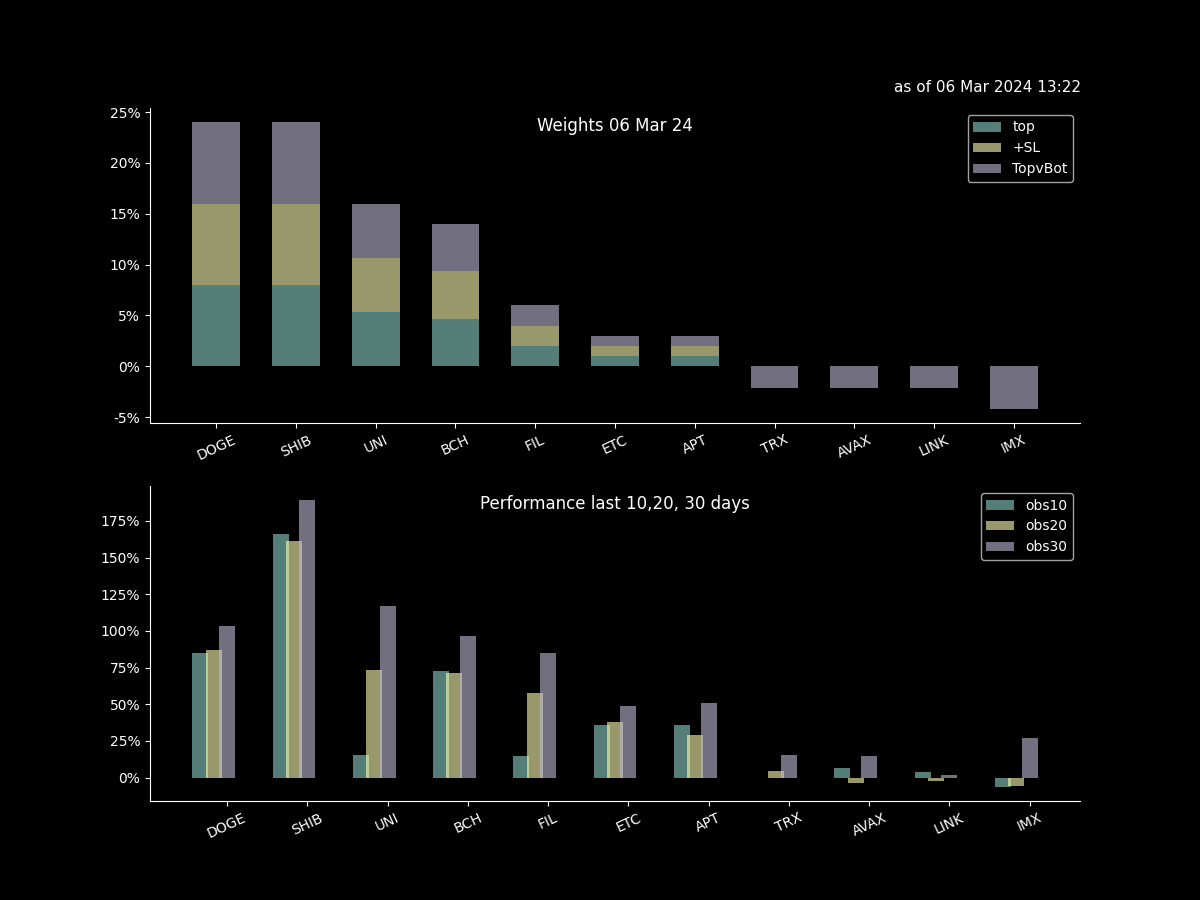 as of 06 Mar 2024 13:22
Weights 06 Mar 24
top
+SL
TopvBot
25%
20%
15%
10%
5%
0%
-5%
DOGE SHIB UNI BCH FIL ETC APT TRX AVAX LINK IMX
Performance last 10,20, 30 days
obs10
obs20
obs30
175%
150%
125%
100%
75%
50%
25%
0%
DOGE SHIB UNI BCH FIL ETC APT TRX AVAX LINK IMX